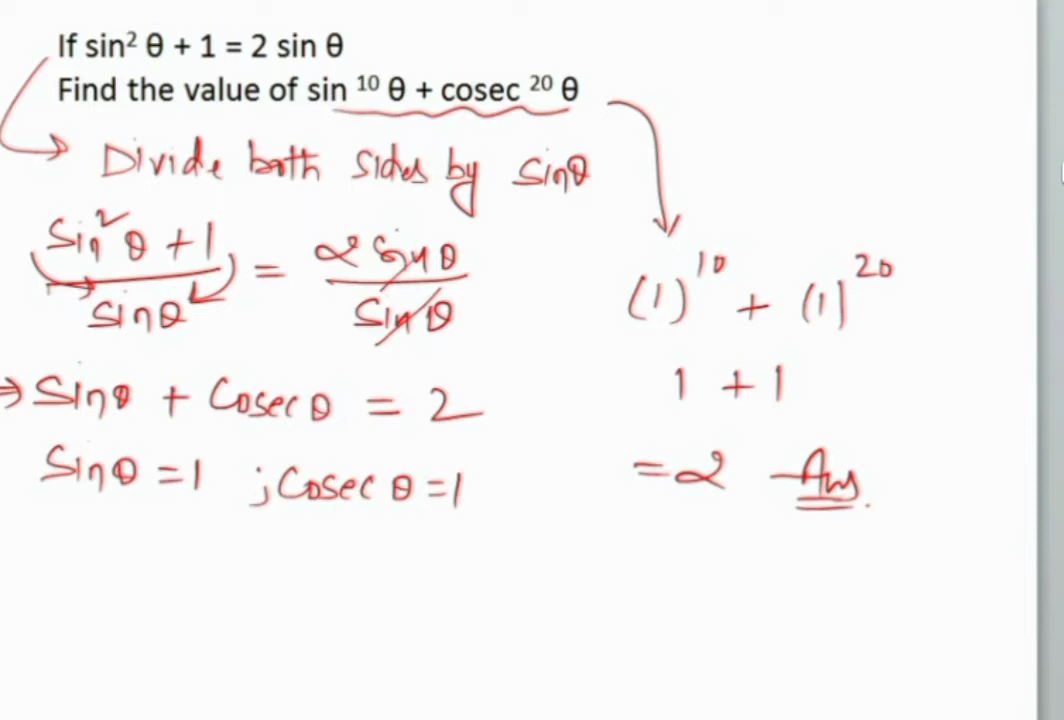 If sin² θ + 1 = 2 sin θ
Find the value of sin ¹⁰ θ + cosec ²⁰ θ
Divide both sides by sinθ
(sin²θ + 1)/sinθ = 2 sinθ/sinθ
⇒ sinθ + cosecθ = 2
sinθ = 1 ; cosec θ = 1
(1)¹⁰ + (1)²⁰
1 + 1
= 2 Ans.